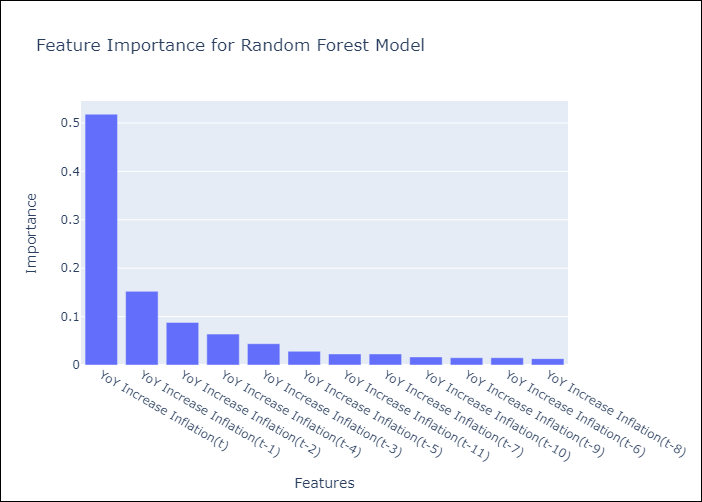 Feature Importance for Random Forest Model
Importance
0.5
0.4
0.3
0.2
0.1
0
YoY Increase Inflation(t)
YoY Increase Inflation(t-1)
YoY Increase Inflation(t-2)
YoY Increase Inflation(t-4)
YoY Increase Inflation(t-3)
YoY Increase Inflation(t-5)
YoY Increase Inflation(t-11)
YoY Increase Inflation(t-7)
YoY Increase Inflation(t-10)
YoY Increase Inflation(t-9)
YoY Increase Inflation(t-6)
YoY Increase Inflation(t-8)
Features